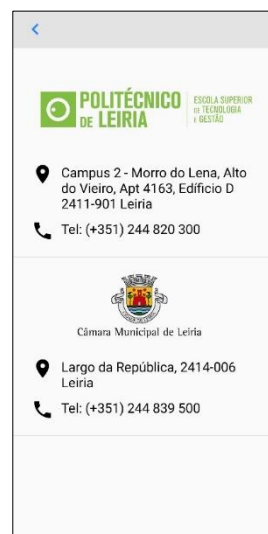 POLITÉCNICO
DE LEIRIA
ESCOLA SUPERIOR
DE TECNOLOGIA
E GESTÃO
Campus 2 - Morro do Lena, Alto
do Vieiro, Apt 4163, Edíficio D
2411-901 Leiria
Tel: (+351) 244 820 300
Câmara Municipal de Leiria
Largo da República, 2414-006
Leiria
Tel: (+351) 244 839 500